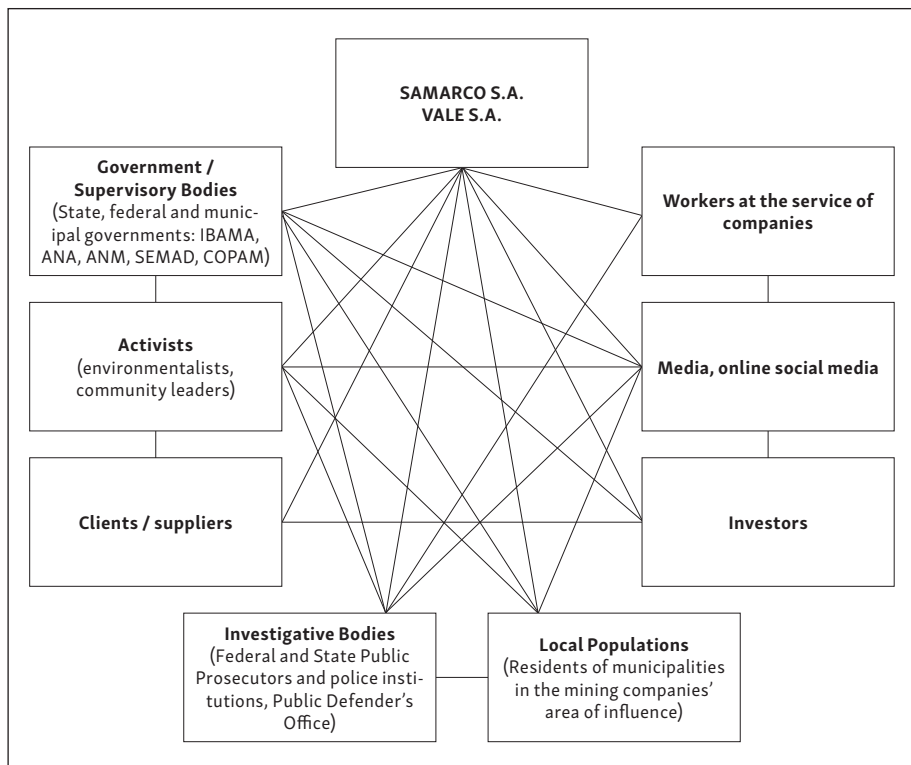 SAMARCO S.A.
VALE S.A.
Government /
Supervisory Bodies
(State, federal and munic-
ipal governments: IBAMA,
ANA, ANM, SEMAD, COPAM)
Workers at the service of
companies
Activists
(environmentalists,
community leaders)
Media, online social media
Clients / suppliers
Investors
Investigative Bodies
(Federal and State Public
Prosecutors and police insti-
tutions, Public Defender’s
Office)
Local Populations
(Residents of municipalities
in the mining companies’
area of influence)